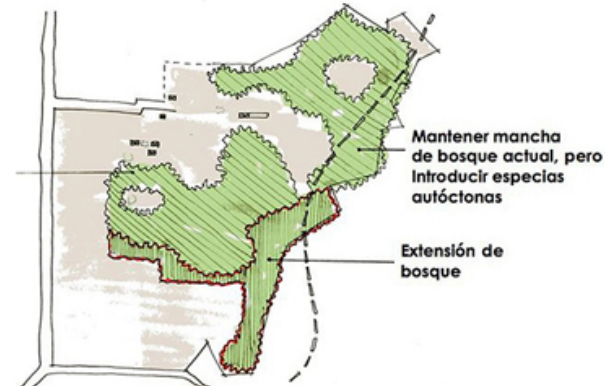 Mantener mancha
de bosque actual, pero
Introducir especias
autóctonas
Extensión de
bosque